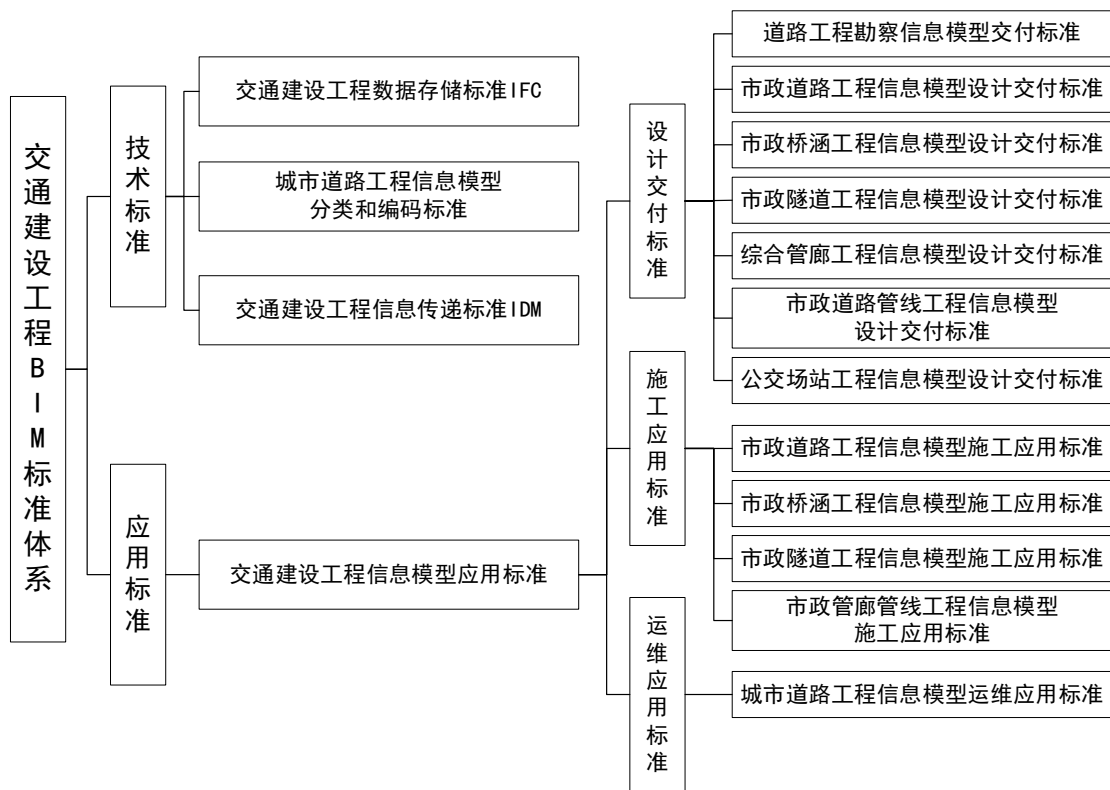 交通建设工程BIM标准体系
技术标准
交通建设工程数据存储标准IFC
城市道路工程信息模型
分类和编码标准
交通建设工程信息传递标准IDM
应用标准
交通建设工程信息模型应用标准
设计交付标准
道路工程勘察信息模型交付标准
市政道路工程信息模型设计交付标准
市政桥涵工程信息模型设计交付标准
市政隧道工程信息模型设计交付标准
综合管廊工程信息模型设计交付标准
市政道路管线工程信息模型
设计交付标准
公交场站工程信息模型设计交付标准
施工应用标准
市政道路工程信息模型施工应用标准
市政桥涵工程信息模型施工应用标准
市政隧道工程信息模型施工应用标准
市政管廊管线工程信息模型
施工应用标准
运维应用标准
城市道路工程信息模型运维应用标准